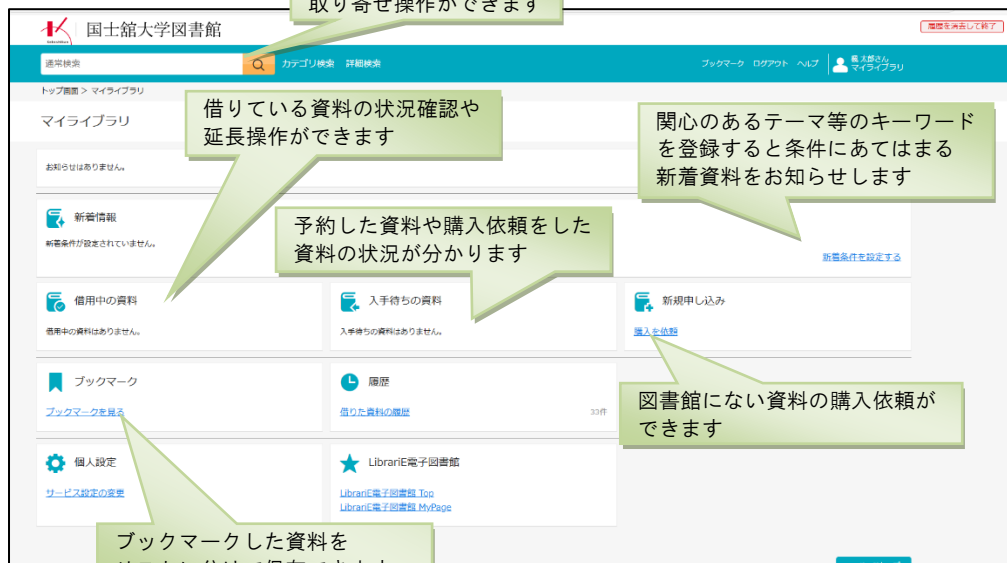 取り寄せ操作ができます
国士舘大学図書館
履歴を消去して終了
通常検索
カテゴリ検索 詳細検索
ブックマーク ログアウト ヘルプ
楓 太郎さん
マイライブラリ
トップ画面 > マイライブラリ
マイライブラリ
借りている資料の状況確認や
延長操作ができます
関心のあるテーマ等のキーワード
を登録すると条件にあてはまる
新着資料をお知らせします
お知らせはありません。
新着情報
新着条件が設定されていません。
予約した資料や購入依頼をした
資料の状況が分かります
新着条件を設定する
借用中の資料
借用中の資料はありません。
入手待ちの資料
入手待ちの資料はありません。
新規申し込み
購入を依頼
ブックマーク
ブックマークを見る
履歴
借りた資料の履歴
33件
図書館にない資料の購入依頼が
できます
個人設定
サービス設定の変更
LibrariE電子図書館
LibrariE電子図書館 Top
LibrariE電子図書館 MyPage
ブックマークした資料を